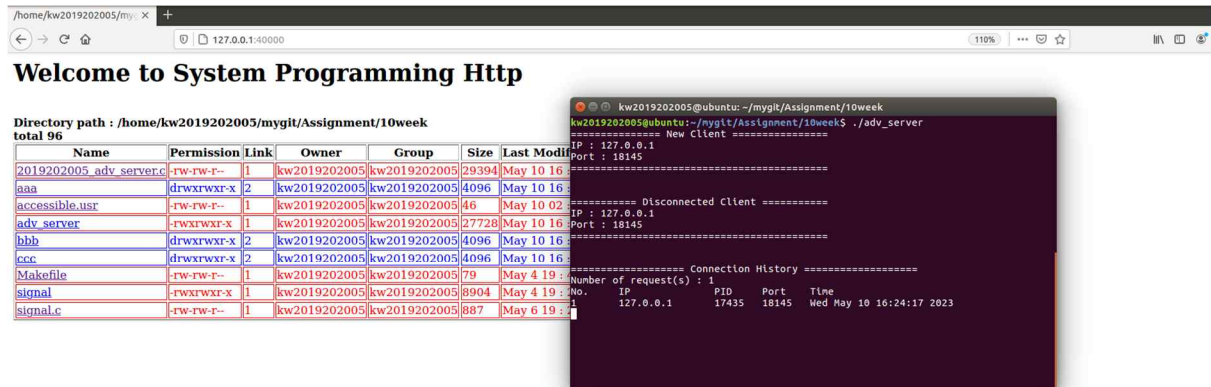 /home/kw2019202005/my
127.0.0.1:40000
110%
Welcome to System Programming Http
Directory path : /home/kw2019202005/mygit/Assignment/10week
total 96
Name Permission Link Owner Group Size Last Modi
2019202005_adv_server.c -rw-rw-r-- 1 kw2019202005 kw2019202005 29394 May 10 16 :
aaa drwxrwxr-x 2 kw2019202005 kw2019202005 4096 May 10 16 :
accessible.usr -rw-rw-r-- 1 kw2019202005 kw2019202005 46 May 10 02 :
adv_server -rwxrwxr-x 1 kw2019202005 kw2019202005 27728 May 10 16 :
bbb drwxrwxr-x 2 kw2019202005 kw2019202005 4096 May 10 16 :
ccc drwxrwxr-x 2 kw2019202005 kw2019202005 4096 May 10 16 :
Makefile -rw-rw-r-- 1 kw2019202005 kw2019202005 79 May 4 19 :
signal -rwxrwxr-x 1 kw2019202005 kw2019202005 8904 May 4 19 :
signal.c -rw-rw-r-- 1 kw2019202005 kw2019202005 887 May 6 19 :
kw2019202005@ubuntu: ~/mygit/Assignment/10week
kw2019202005@ubuntu:~/mygit/Assignment/10week$ ./adv_server
=============== New Client ================
IP : 127.0.0.1
Port : 18145
===========================================
=========== Disconnected Client ===========
IP : 127.0.0.1
Port : 18145
===========================================
=================== Connection History ===================
Number of request(s) : 1
No. IP PID Port Time
1 127.0.0.1 17435 18145 Wed May 10 16:24:17 2023